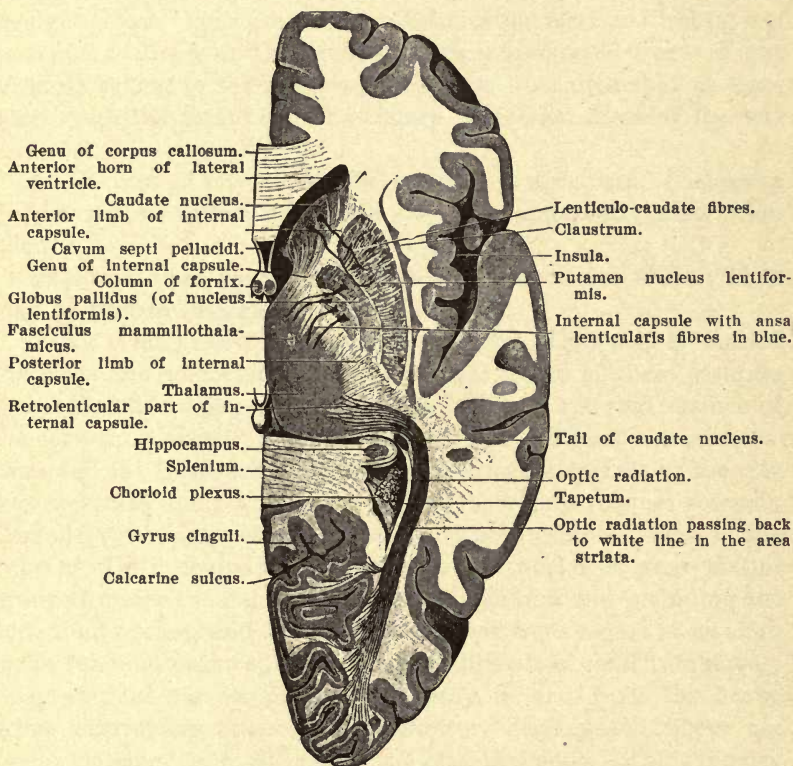 Genu of corpus callosum.
Anterior horn of lateral
ventricle.
Caudate nucleus.
Anterior limb of internal
capsule.
Cavum septi pellucidi.
Genu of internal capsule.
Column of fornix.
Globus pallidus (of nucleus
lentiformis).
Fasciculus mammillothala-
micus.
Posterior limb of internal
capsule.
Thalamus.
Retrolenticular part of in-
ternal capsule.
Hippocampus.
Splenium.
Chorioid plexus.
Gyrus cinguli.
Calcarine sulcus.
Lenticulo-caudate fibres.
Claustrum.
Insula.
Putamen nucleus lentifor-
mis.
Internal capsule with ansa
lenticularis fibres in blue.
Tail of caudate nucleus.
Optic radiation.
Tapetum.
Optic radiation passing back
to white line in the area
striata.